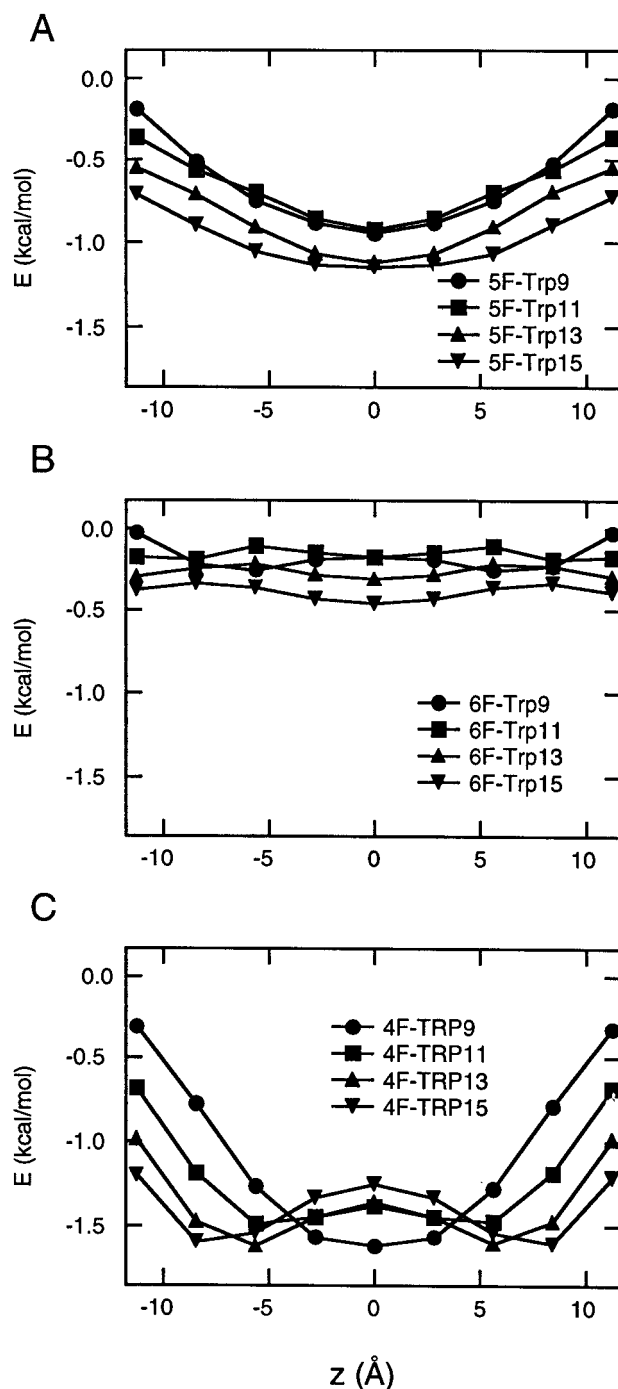 A
0.0
-0.5
-1.0
-1.5
E (kcal/mol)
5F-Trp9
5F-Trp11
5F-Trp13
5F-Trp15
-10 -5 0 5 10
B
0.0
-0.5
-1.0
-1.5
E (kcal/mol)
6F-Trp9
6F-Trp11
6F-Trp13
6F-Trp15
-10 -5 0 5 10
C
0.0
-0.5
-1.0
-1.5
E (kcal/mol)
4F-TRP9
4F-TRP11
4F-TRP13
4F-TRP15
-10 -5 0 5 10
z (Å)